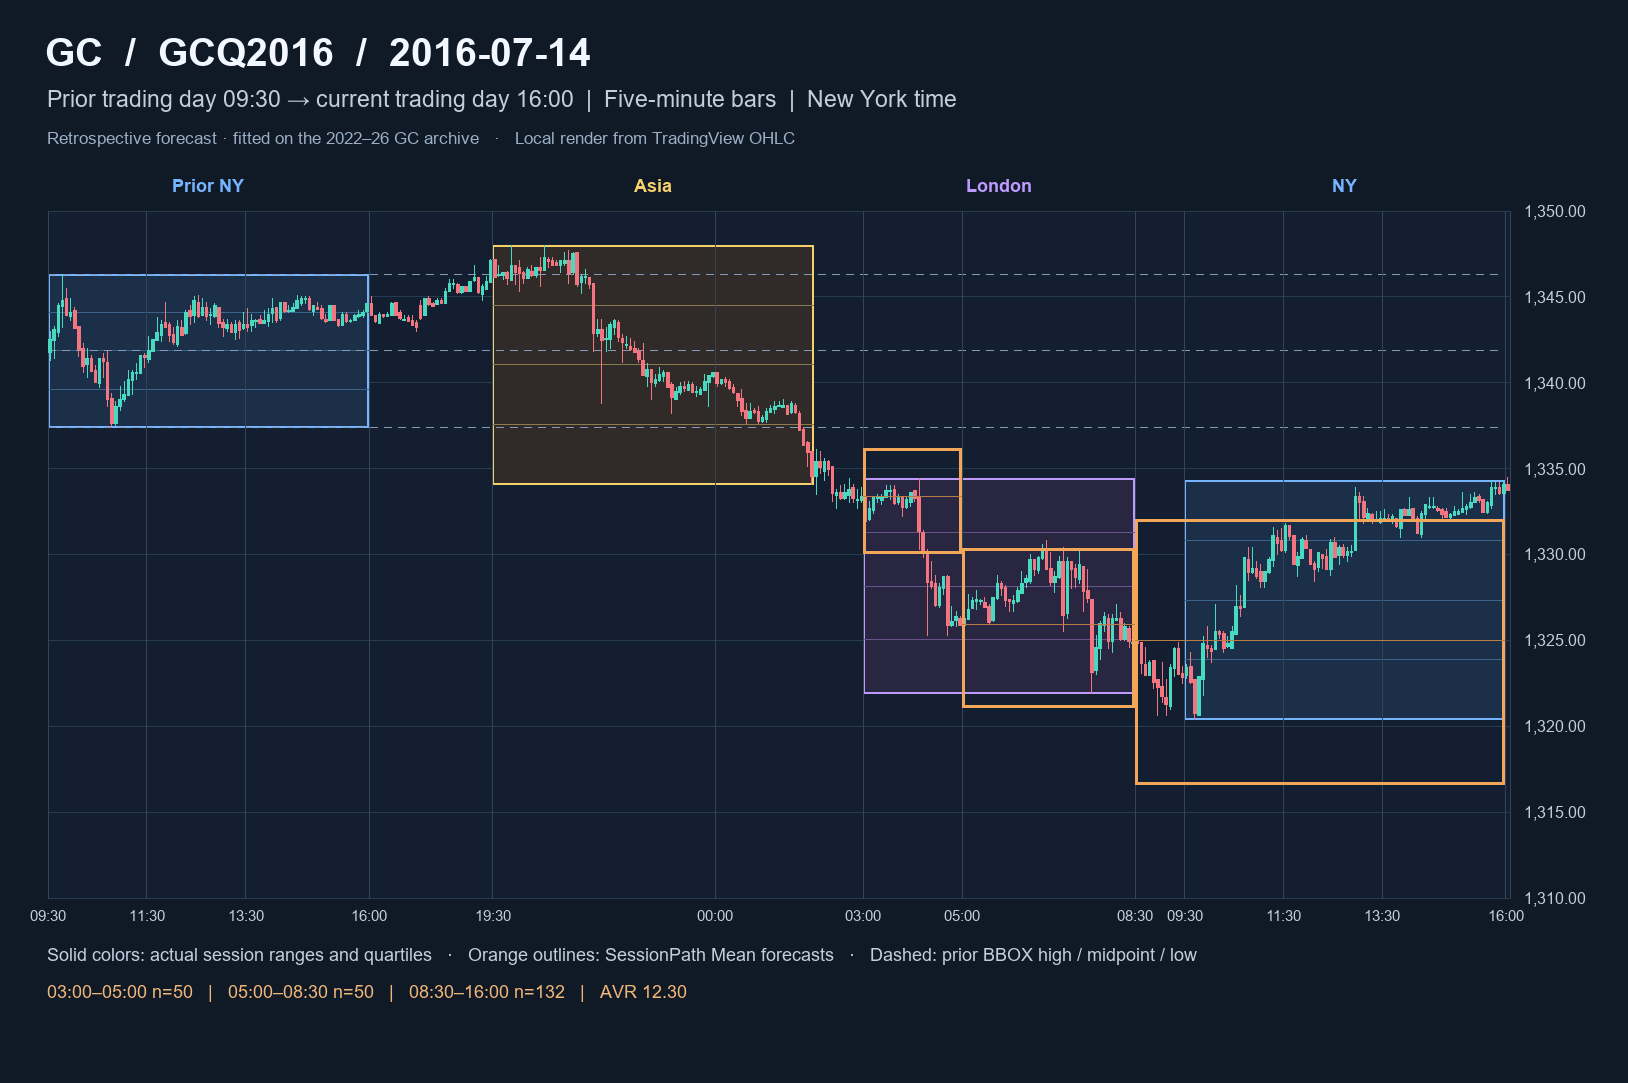 GC / GCQ2016 / 2016-07-14
Prior trading day 09:30 → current trading day 16:00 | Five-minute bars | New York time
Retrospective forecast · fitted on the 2022–26 GC archive · Local render from TradingView OHLC
Prior NY Asia London NY
1,350.00
1,345.00
1,340.00
1,335.00
1,330.00
1,325.00
1,320.00
1,315.00
1,310.00
09:30 11:30 13:30 16:00 19:30 00:00 03:00 05:00 08:30 09:30 11:30 13:30 16:00
Solid colors: actual session ranges and quartiles · Orange outlines: SessionPath Mean forecasts · Dashed: prior BBOX high / midpoint / low
03:00–05:00 n=50 | 05:00–08:30 n=50 | 08:30–16:00 n=132 | AVR 12.30